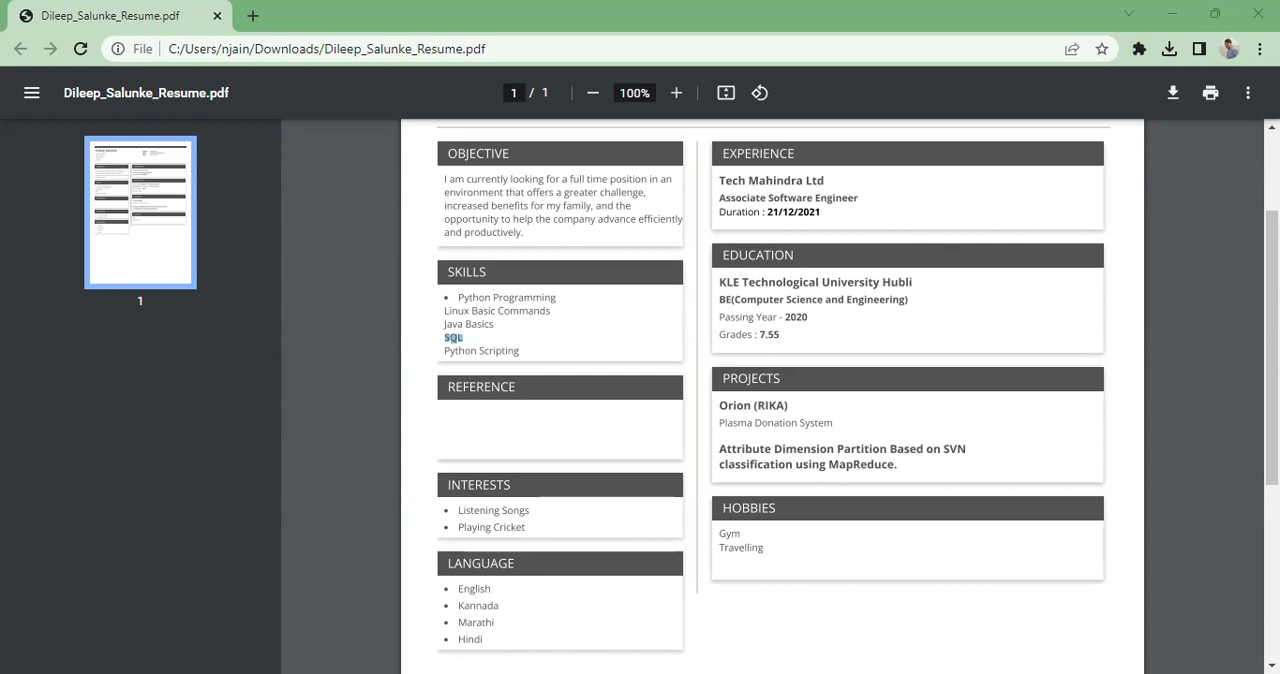 Dileep_Salunke_Resume.pdf
File C:/Users/njain/Downloads/Dileep_Salunke_Resume.pdf
Dileep_Salunke_Resume.pdf
1 / 1
100%
1
OBJECTIVE
I am currently looking for a full time position in an
environment that offers a greater challenge,
increased benefits for my family, and the
opportunity to help the company advance efficiently
and productively.
SKILLS
• Python Programming
Linux Basic Commands
Java Basics
SQL
Python Scripting
REFERENCE
INTERESTS
• Listening Songs
• Playing Cricket
LANGUAGE
• English
• Kannada
• Marathi
• Hindi
EXPERIENCE
Tech Mahindra Ltd
Associate Software Engineer
Duration : 21/12/2021
EDUCATION
KLE Technological University Hubli
BE(Computer Science and Engineering)
Passing Year - 2020
Grades : 7.55
PROJECTS
Orion (RIKA)
Plasma Donation System
Attribute Dimension Partition Based on SVN
classification using MapReduce.
HOBBIES
Gym
Travelling